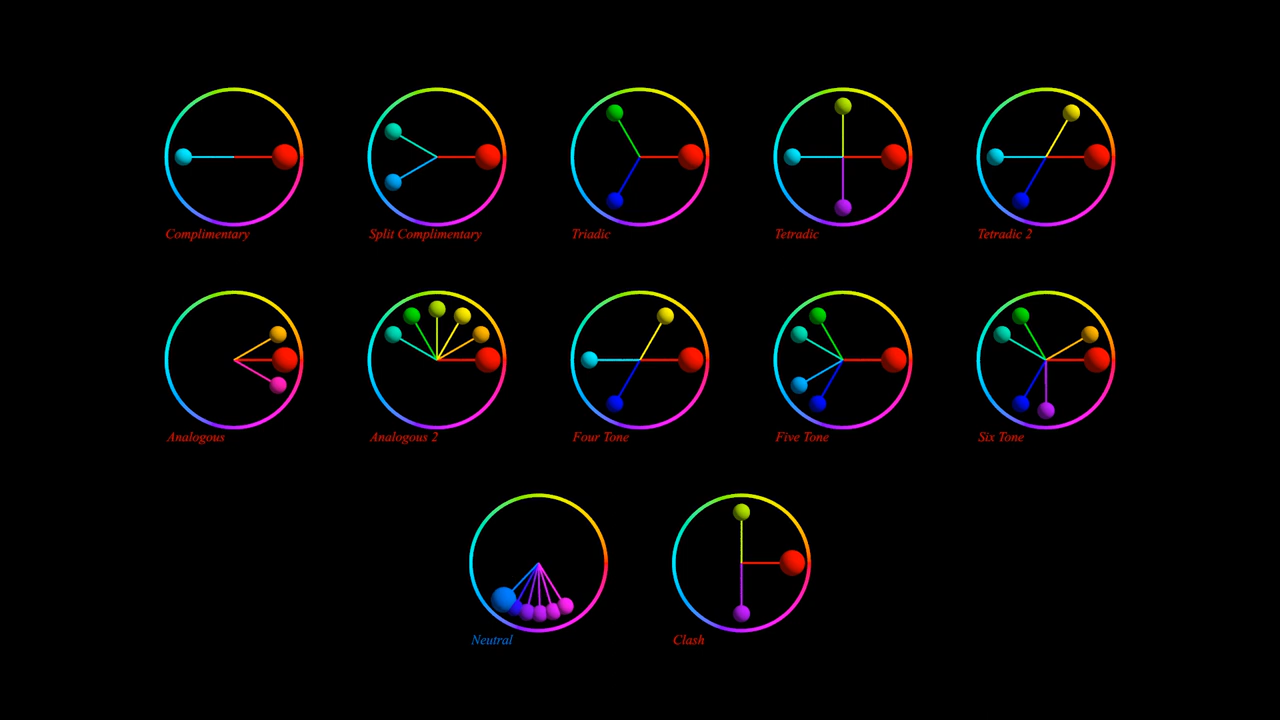 Complimentary
Split Complimentary
Triadic
Tetradic
Tetradic 2
Analogous
Analogous 2
Four Tone
Five Tone
Six Tone
Neutral
Clash